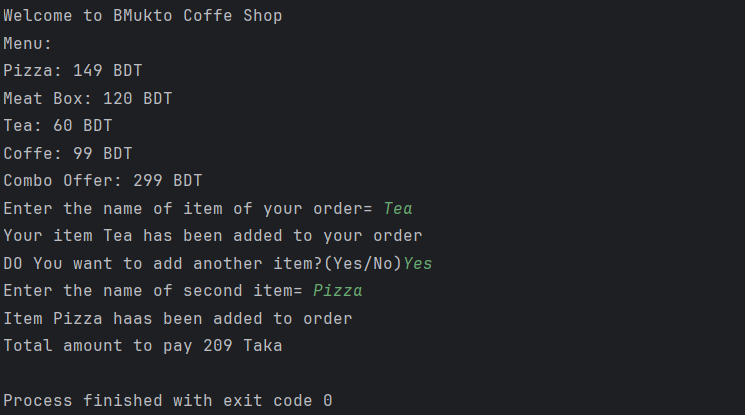 Welcome to BMukto Coffe Shop
Menu:
Pizza: 149 BDT
Meat Box: 120 BDT
Tea: 60 BDT
Coffe: 99 BDT
Combo Offer: 299 BDT
Enter the name of item of your order= Tea
Your item Tea has been added to your order
DO You want to add another item?(Yes/No)Yes
Enter the name of second item= Pizza
Item Pizza haas been added to order
Total amount to pay 209 Taka
Process finished with exit code 0